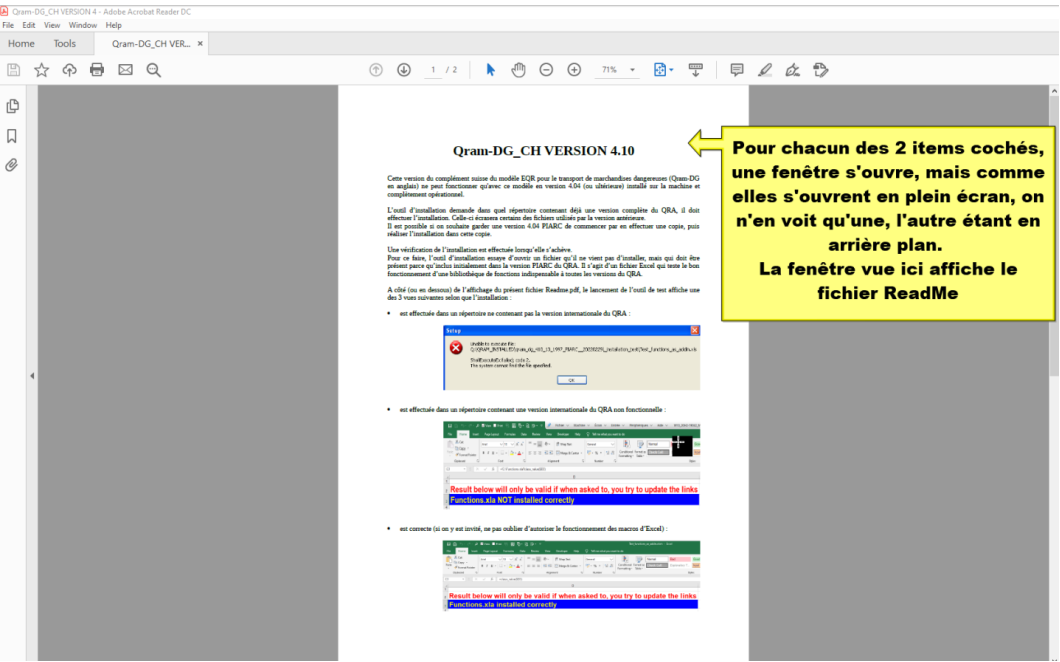 Qram-DG_CH VERSION 4 - Adobe Acrobat Reader DC
File Edit View Window Help
Home Tools Qram-DG_CH VER... ×
1 / 2 71%
Qram-DG_CH VERSION 4.10
Cette version du complément suisse du modèle EQR pour le transport de marchandises dangereuses (Qram-DG
en anglais) ne peut fonctionner qu'avec ce modèle en version 4.04 (ou ultérieure) installé sur la machine et
complètement opérationnel.
L'outil d'installation demande dans quel répertoire contenant déjà une version complète du QRA, il doit
effectuer l'installation. Celle-ci écrasera certains des fichiers utilisés par la version antérieure.
Il est possible si on souhaite garder une version 4.04 PIARC de commencer par en effectuer une copie, puis
réaliser l'installation dans cette copie.
Une vérification de l'installation est effectuée lorsqu'elle s'achève.
Pour ce faire, l'outil d'installation essaye d'ouvrir un fichier qu'il ne vient pas d'installer, mais qui doit être
présent parce qu'inclus initialement dans la version PIARC du QRA. Il s'agit d'un fichier Excel qui teste le bon
fonctionnement d'une bibliothèque de fonctions indispensable à toutes les versions du QRA.
A côté (ou en dessous) de l'affichage du présent fichier Readme.pdf, le lancement de l'outil de test affiche une
des 3 vues suivantes selon que l'installation :
• est effectuée dans un répertoire ne contenant pas la version internationale du QRA :
Setup
Unable to execute file:
ShellExecuteEx failed; code 2.
The system cannot find the file specified.
OK
• est effectuée dans un répertoire contenant une version internationale du QRA non fonctionnelle :
Result below will only be valid if when asked to, you try to update the links
Functions.xla NOT installed correctly
• est correcte (si on y est invité, ne pas oublier d'autoriser le fonctionnement des macros d'Excel) :
Result below will only be valid if when asked to, you try to update the links
Functions.xla installed correctly
Pour chacun des 2 items cochés,
une fenêtre s'ouvre, mais comme
elles s'ouvrent en plein écran, on
n'en voit qu'une, l'autre étant en
arrière plan.
La fenêtre vue ici affiche le
fichier ReadMe